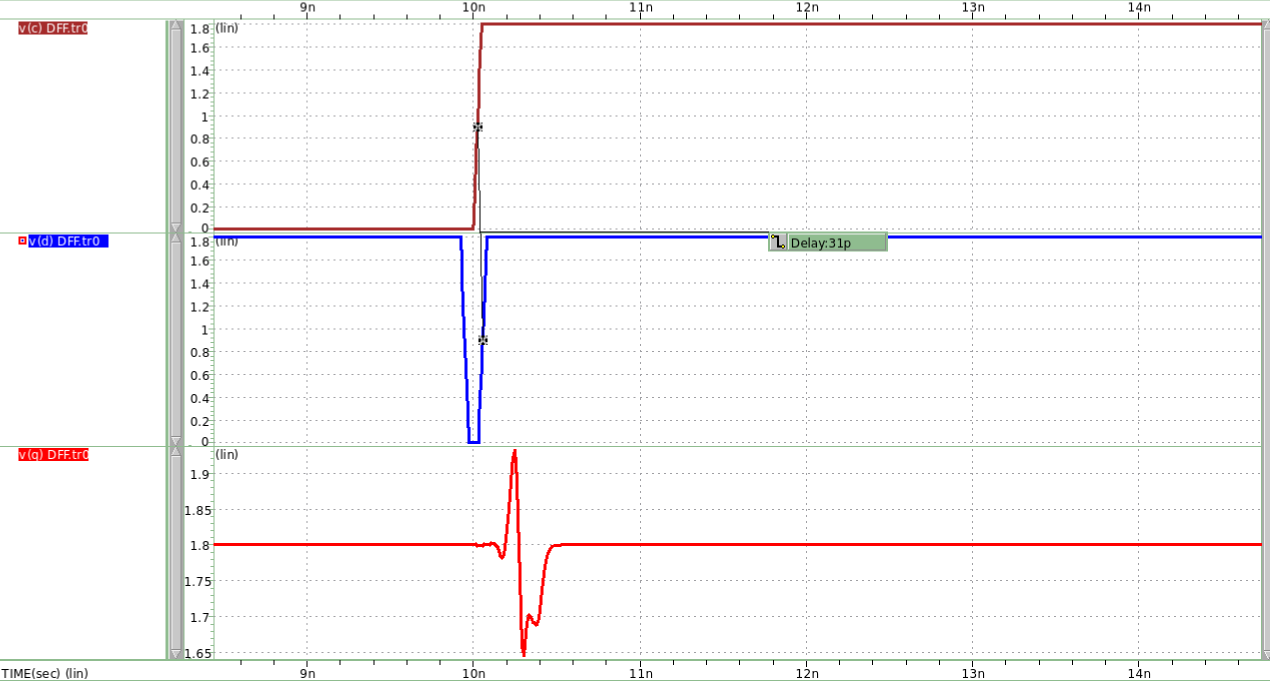 9n 10n 11n 12n 13n 14n
v(c) DFF.tr0
(lin)
1.8
1.6
1.4
1.2
1
0.8
0.6
0.4
0.2
0
v(d) DFF.tr0
(lin)
Delay:31p
1.8
1.6
1.4
1.2
1
0.8
0.6
0.4
0.2
0
v(q) DFF.tr0
(lin)
1.9
1.85
1.8
1.75
1.7
1.65
TIME(sec) (lin) 9n 10n 11n 12n 13n 14n